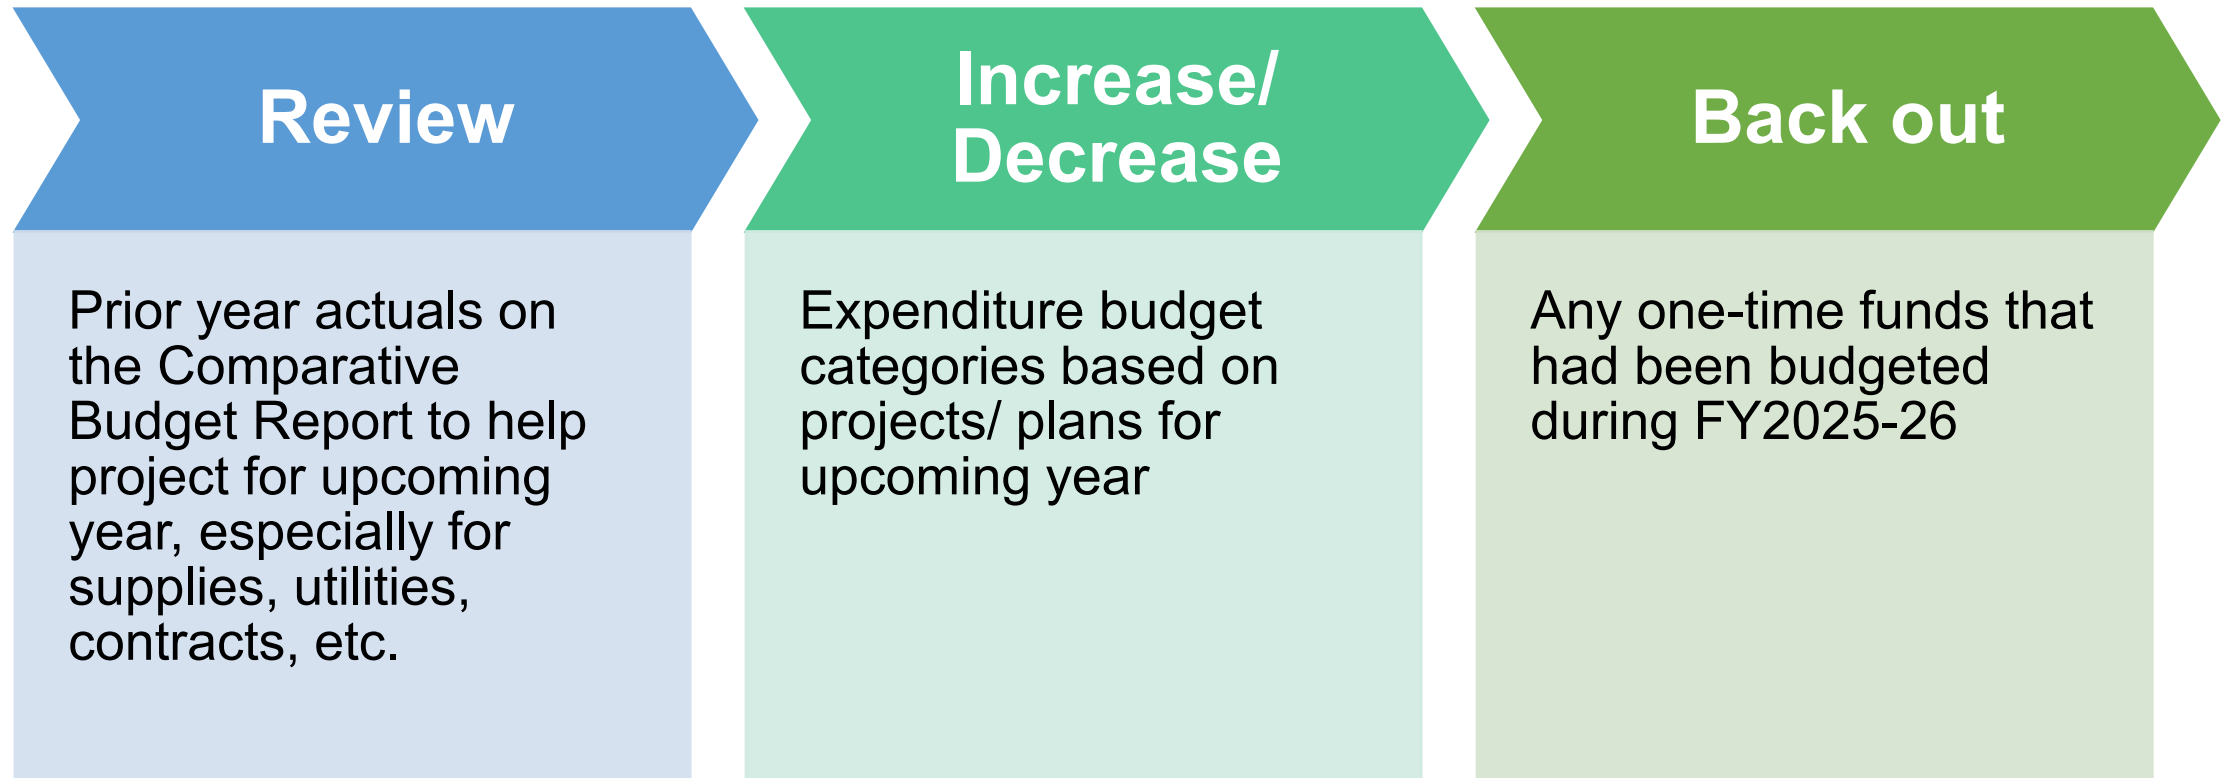 Review
Prior year actuals on
the Comparative
Budget Report to help
project for upcoming
year, especially for
supplies, utilities,
contracts, etc.
Increase/
Decrease
Expenditure budget
categories based on
projects/ plans for
upcoming year
Back out
Any one-time funds that
had been budgeted
during FY2025-26